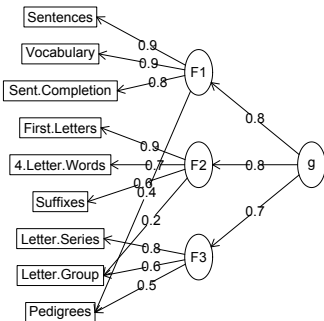 Sentences
Vocabulary
Sent.Completion
First.Letters
4.Letter.Words
Suffixes
Letter.Series
Letter.Group
Pedigrees
F1
F2
F3
g
0.9
0.9
0.8
0.4
0.9
0.7
0.6
0.2
0.8
0.6
0.5
0.8
0.8
0.7